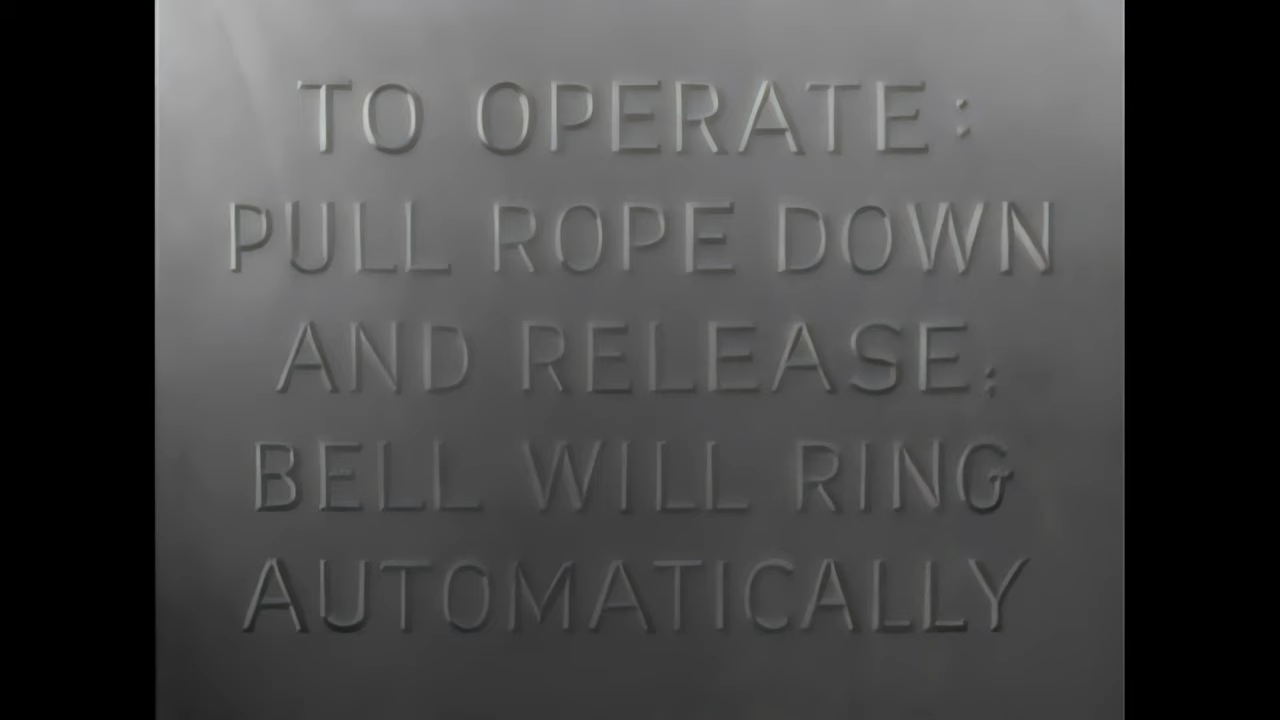 TO OPERATE:
PULL ROPE DOWN
AND RELEASE;
BELL WILL RING
AUTOMATICALLY